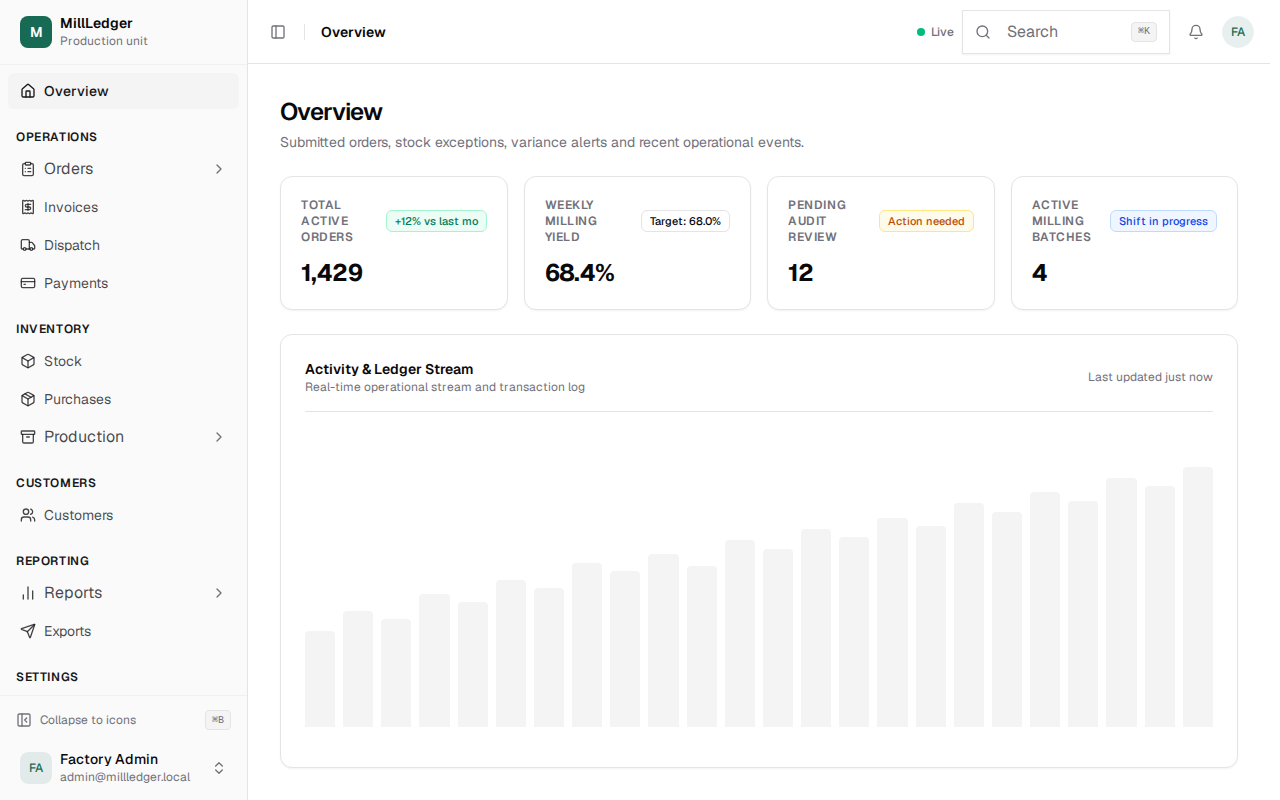 M
MillLedger
Production unit
Overview
Live
Search
⌘K
FA
Overview
OPERATIONS
Orders
Invoices
Dispatch
Payments
INVENTORY
Stock
Purchases
Production
CUSTOMERS
Customers
REPORTING
Reports
Exports
SETTINGS
Collapse to icons
⌘B
FA
Factory Admin
admin@millledger.local
Overview
Submitted orders, stock exceptions, variance alerts and recent operational events.
TOTAL
ACTIVE
ORDERS
+12% vs last mo
1,429
WEEKLY
MILLING
YIELD
Target: 68.0%
68.4%
PENDING
AUDIT
REVIEW
Action needed
12
ACTIVE
MILLING
BATCHES
Shift in progress
4
Activity & Ledger Stream
Real-time operational stream and transaction log
Last updated just now